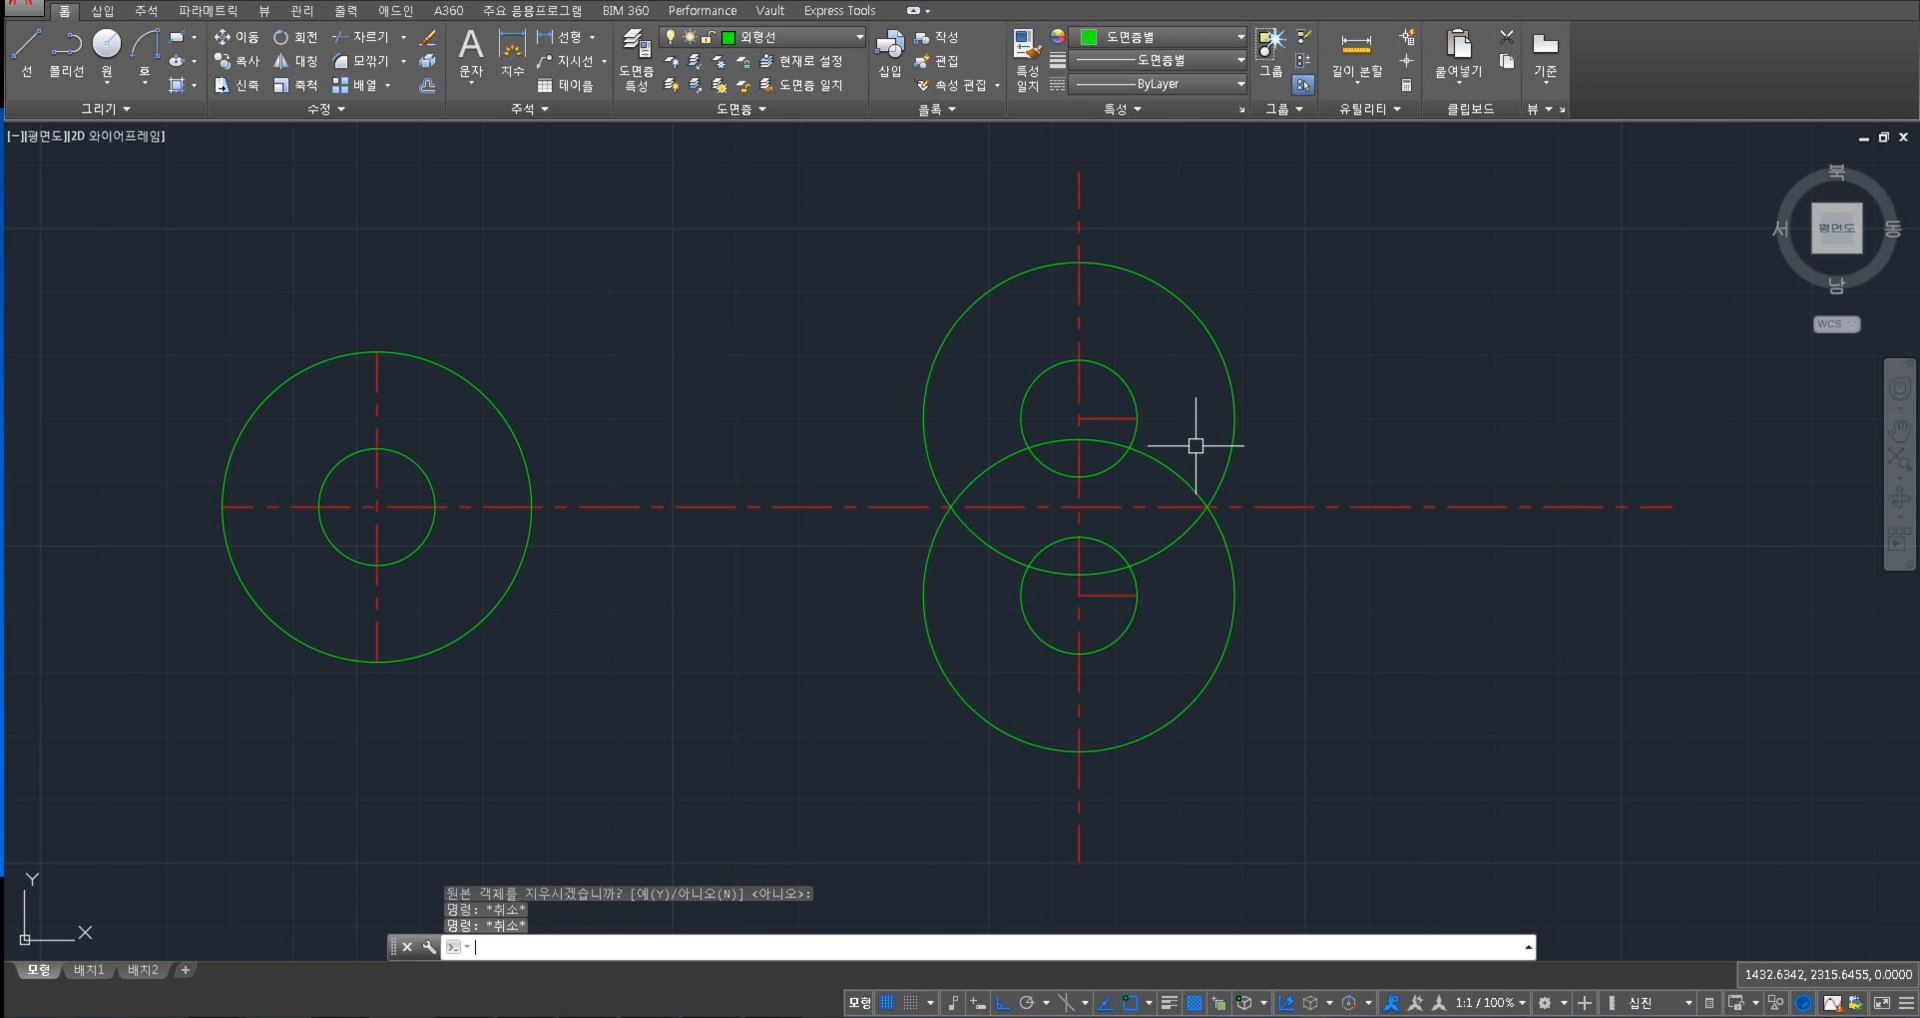 홈 삽입 주석 파라메트릭 뷰 관리 출력 애드인 A360 주요 응용프로그램 BIM 360 Performance Vault Express Tools
선 폴리선 원 호
이동 회전 자르기
복사 대칭 모깎기
신축 축척 배열
문자 치수
선형
지시선
테이블
도면층
특성
외형선
현재로 설정
도면층 일치
삽입
작성
편집
속성 편집
특성
일치
도면층별
도면층별
ByLayer
그룹
길이 분할
붙여넣기
기준
그리기 수정 주석 도면층 블록 특성 그룹 유틸리티 클립보드 뷰
[−][평면도][2D 와이어프레임]
북
서 평면도 동
남
WCS
Y
X
원본 객체를 지우시겠습니까? [예(Y)/아니오(N)] <아니오>:
명령: *취소*
명령: *취소*
모형 배치1 배치2 +
1432.6342, 2315.6455, 0.0000
모형 1:1 / 100% 십진